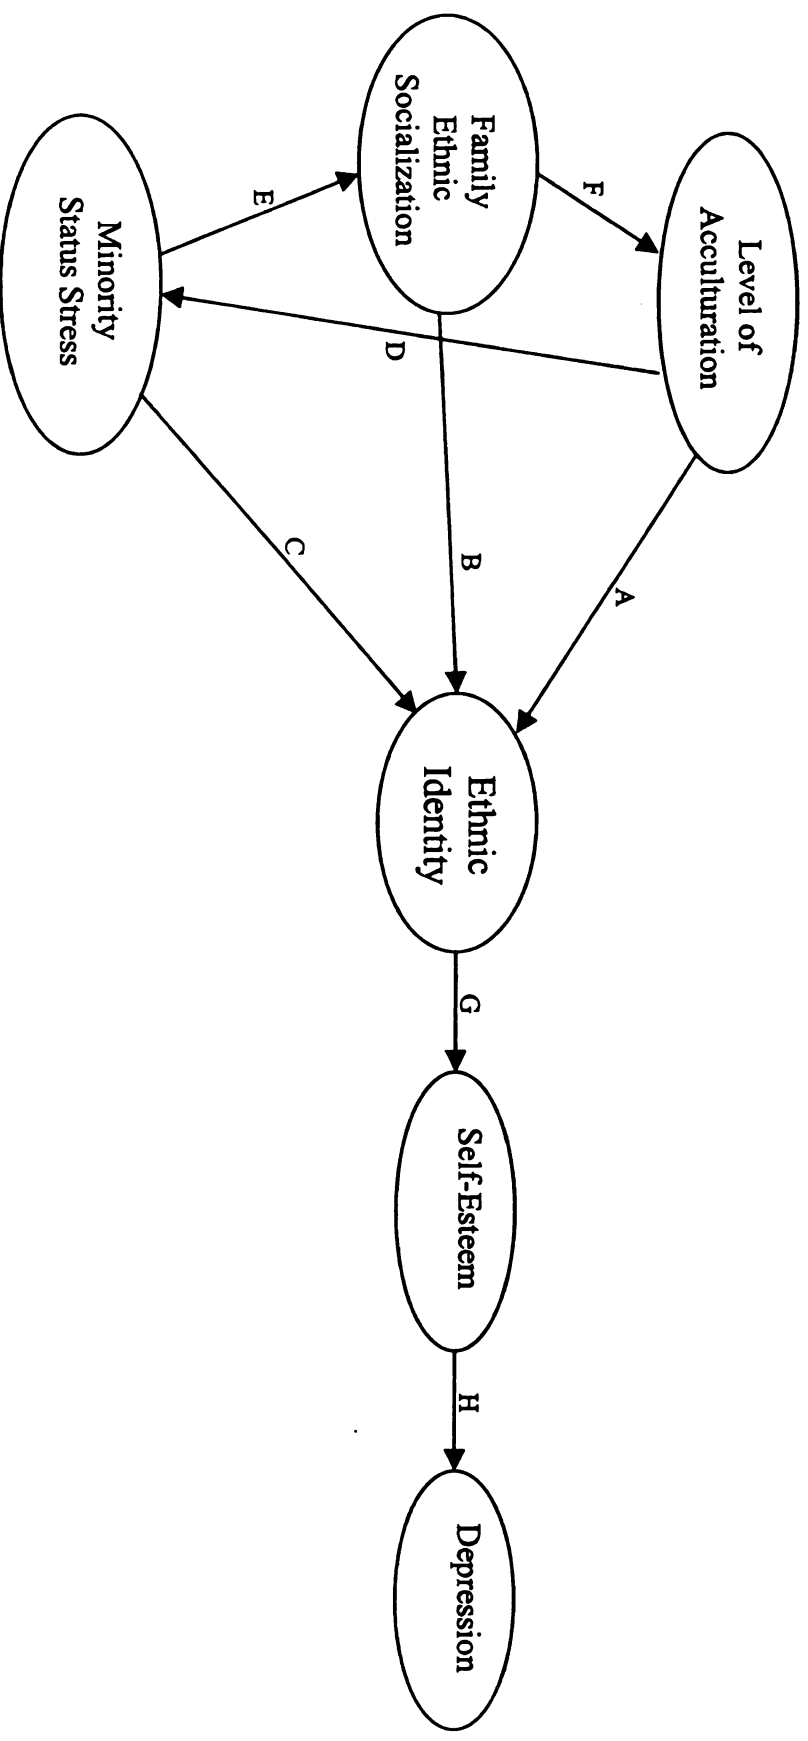 Level of
Acculturation
F
A
Family
Ethnic
Socialization
D
B
E
C
Minority
Status Stress
Ethnic
Identity
G
Self-Esteem
H
Depression